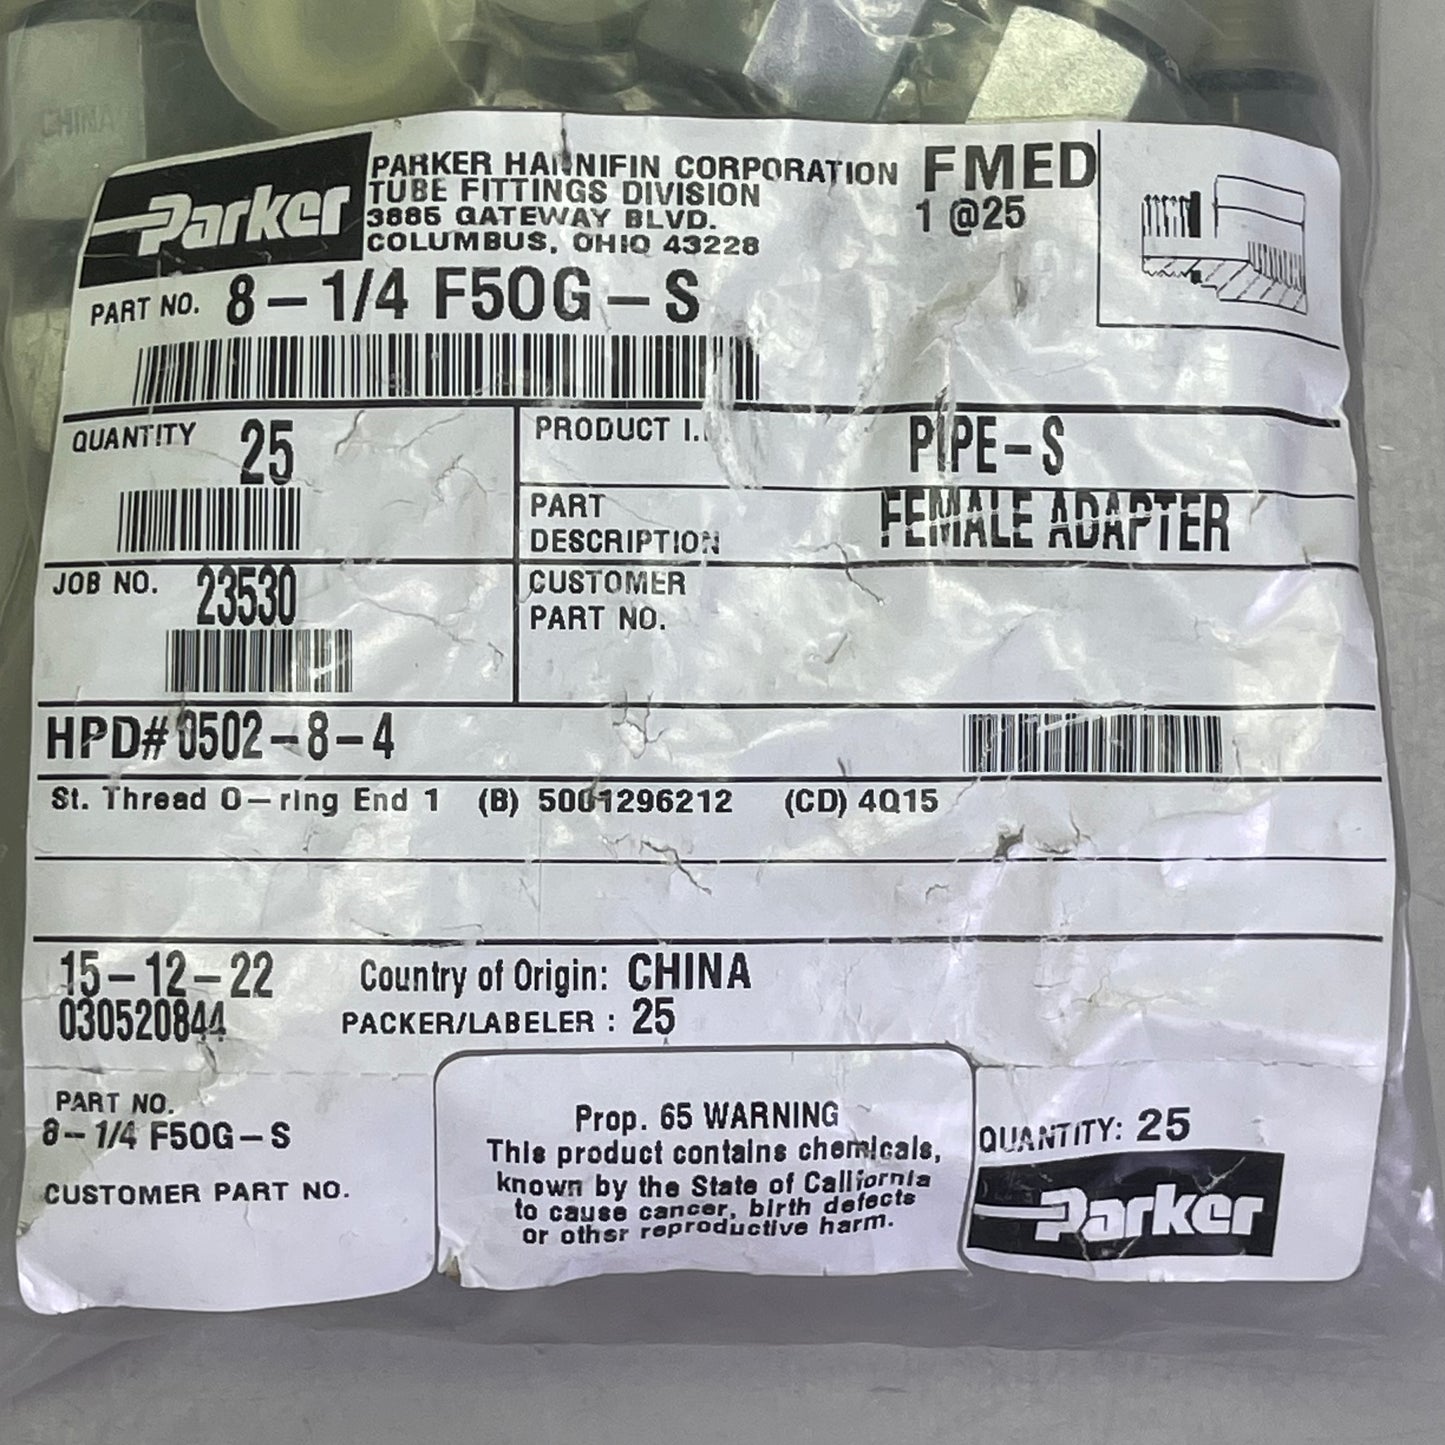 CHINA
Parker
PARKER HANNIFIN CORPORATION
TUBE FITTINGS DIVISION
3885 GATEWAY BLVD.
COLUMBUS, OHIO 43228
FMED
1 @25
PART NO. 8-1/4 F50G-S
QUANTITY 25
PRODUCT I.
PIPE-S
PART DESCRIPTION
FEMALE ADAPTER
JOB NO. 23530
CUSTOMER PART NO.
HPD# 0502-8-4
St. Thread O-ring End 1 (B) 5001296212 (CD) 4Q15
15-12-22 Country of Origin: CHINA
030520844 PACKER/LABELER : 25
PART NO.
8-1/4 F50G-S
CUSTOMER PART NO.
Prop. 65 WARNING
This product contains chemicals,
known by the State of California
to cause cancer, birth defects
or other reproductive harm.
QUANTITY: 25
Parker